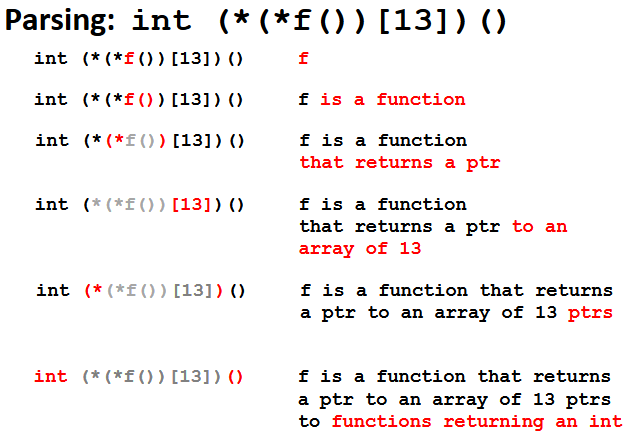 Parsing: int (*(*f())[13])()
int (*(*f())[13])() f
int (*(*f())[13])() f is a function
int (*(*f())[13])() f is a function
that returns a ptr
int (*(*f())[13])() f is a function
that returns a ptr to an
array of 13
int (*(*f())[13])() f is a function that returns
a ptr to an array of 13 ptrs
int (*(*f())[13])() f is a function that returns
a ptr to an array of 13 ptrs
to functions returning an int